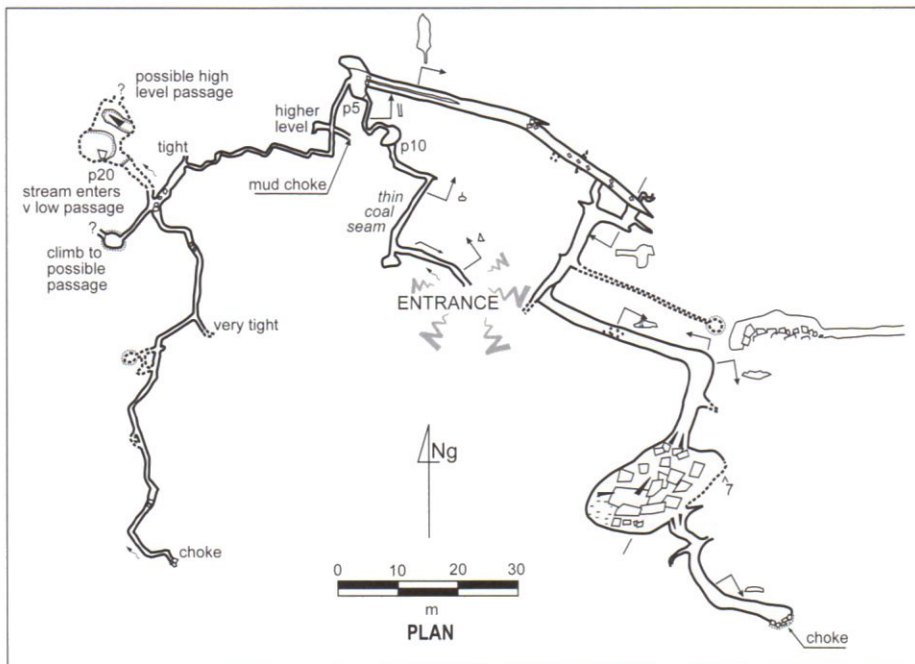 possible high
level passage
?
higher
level
p5
p10
tight
mud choke
p20
stream enters
v low passage
?
climb to
possible
passage
thin
coal
seam
ENTRANCE
very tight
Ng
7
choke
0 10 20 30
m
PLAN
choke